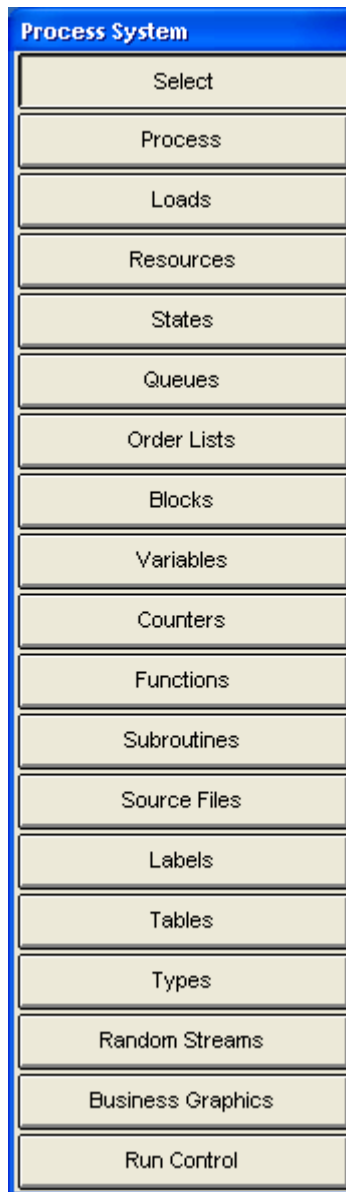 Process System
Select
Process
Loads
Resources
States
Queues
Order Lists
Blocks
Variables
Counters
Functions
Subroutines
Source Files
Labels
Tables
Types
Random Streams
Business Graphics
Run Control